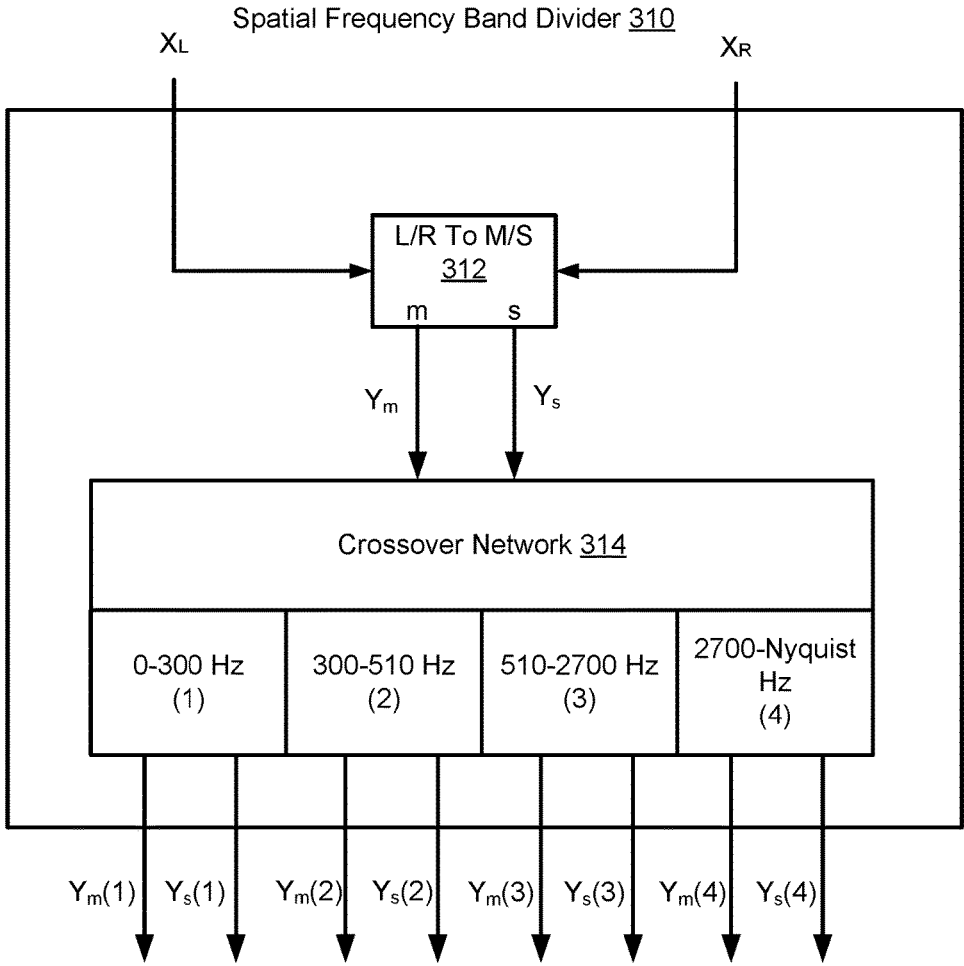 Spatial Frequency Band Divider 310
XL
XR
L/R To M/S
312
m s
Ym
Ys
Crossover Network 314
0-300 Hz
(1)
300-510 Hz
(2)
510-2700 Hz
(3)
2700-Nyquist
Hz
(4)
Ym(1) Ys(1) Ym(2) Ys(2) Ym(3) Ys(3) Ym(4) Ys(4)